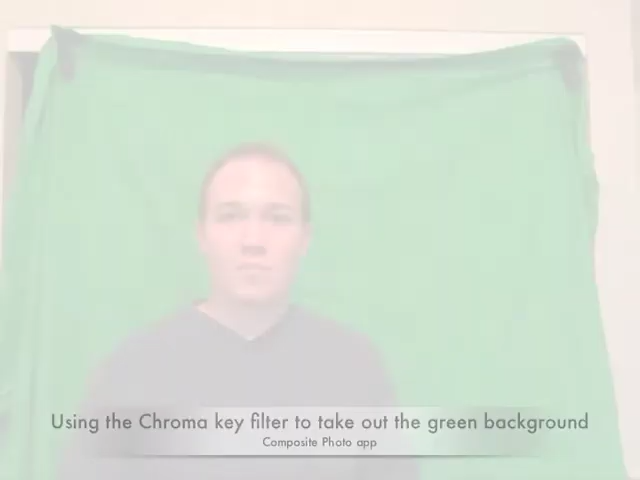 Using the Chroma key filter to take out the green background
Composite Photo app